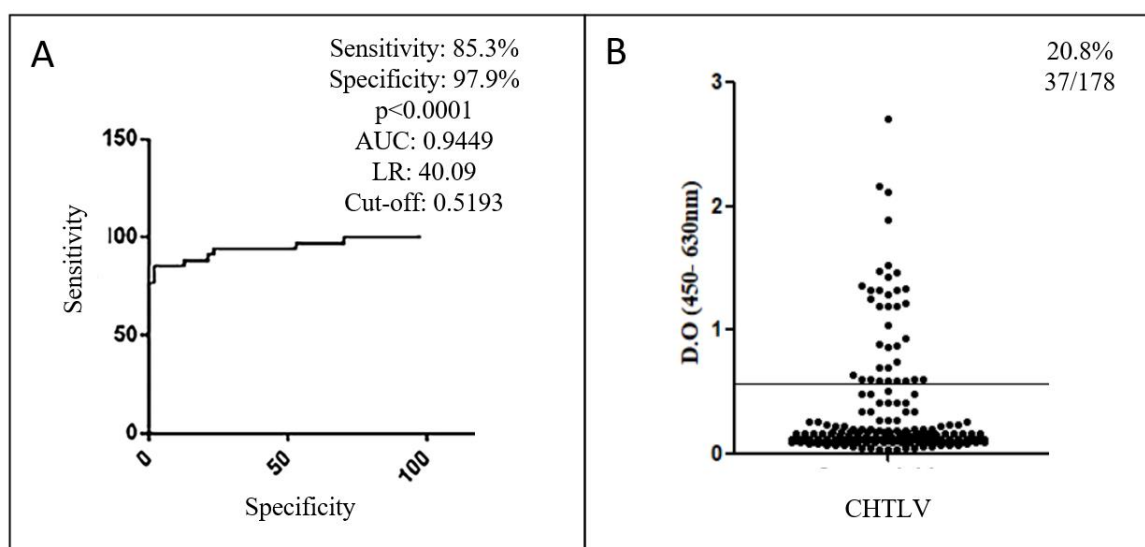 A
Sensitivity: 85.3%
Specificity: 97.9%
p<0.0001
AUC: 0.9449
LR: 40.09
Cut-off: 0.5193
150
100
50
0
Sensitivity
0
50
100
Specificity
B
20.8%
37/178
3
2
1
0
D.O (450- 630nm)
CHTLV